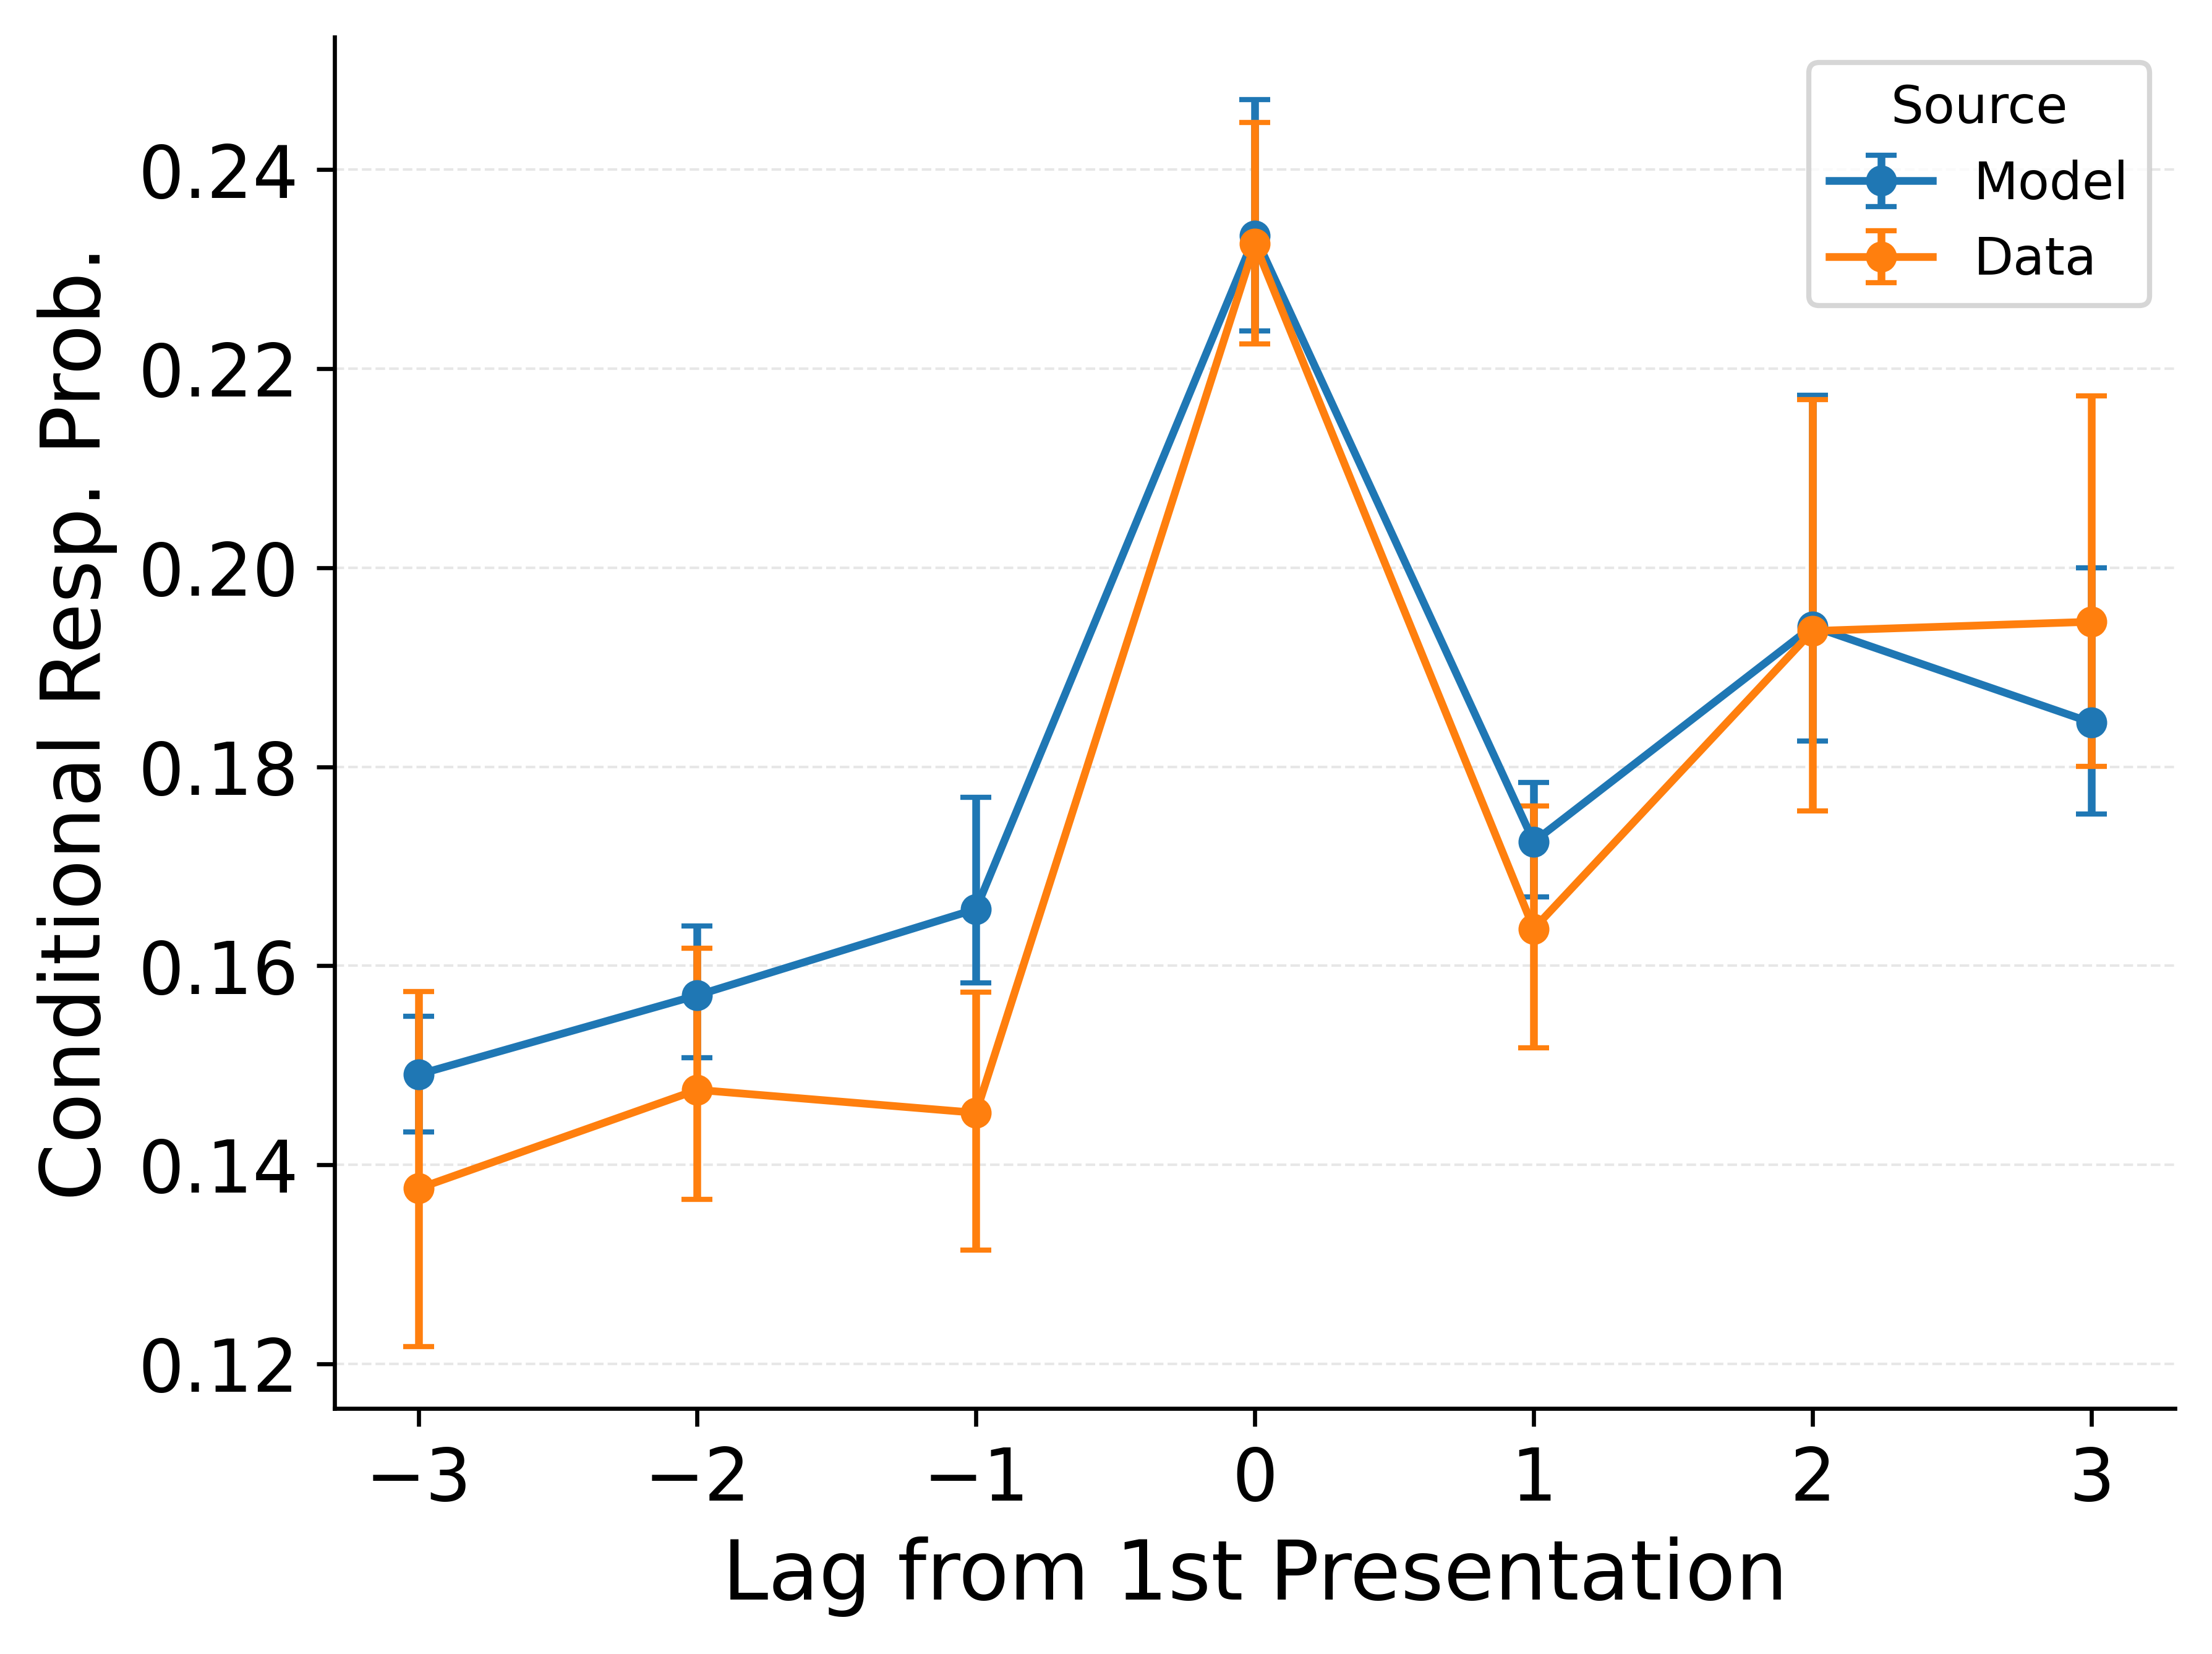 Conditional Resp. Prob.
0.24
0.22
0.20
0.18
0.16
0.14
0.12
Source
Model
Data
−3 −2 −1 0 1 2 3
Lag from 1st Presentation